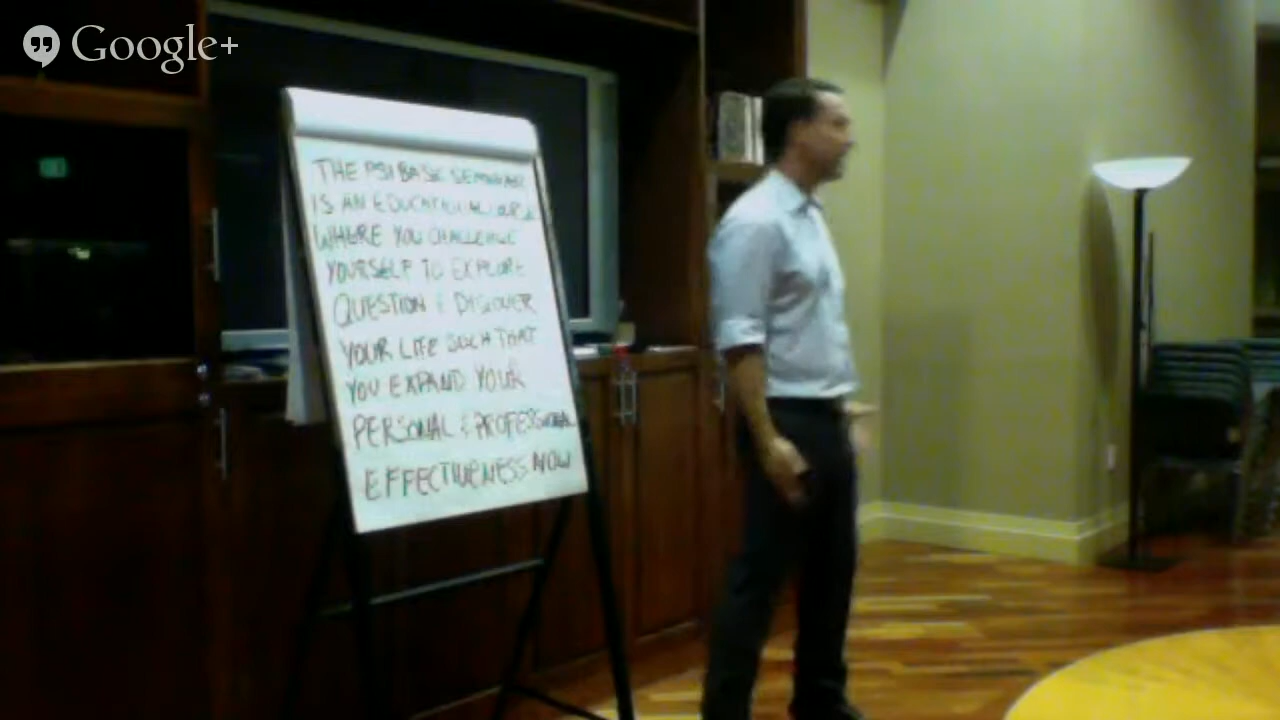 Google+
THE PSI BASIC SEMINAR
IS AN EDUCATIONAL
WHERE YOU CHALLENGE
YOURSELF TO EXPLORE
QUESTION & DISCOVER
YOUR LIFE SUCH THAT
YOU EXPAND YOUR
PERSONAL & PROFESSIONAL
EFFECTIVENESS NOW